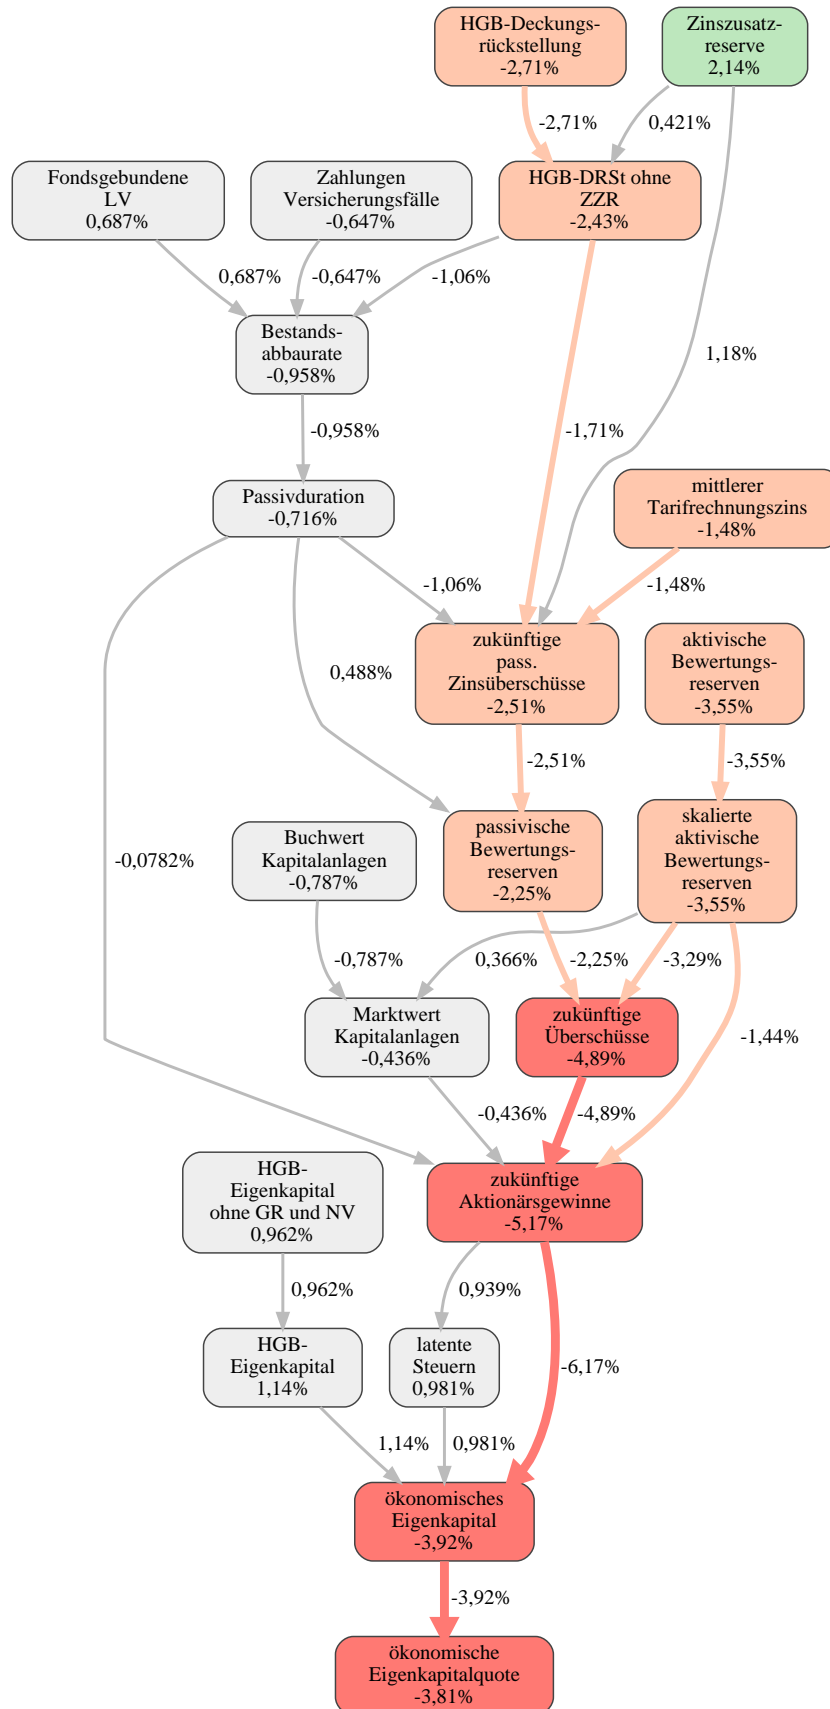 HGB-Deckungs-
rückstellung
-2,71%
Zinszusatz-
reserve
2,14%
-2,71%
0,421%
Fondsgebundene
LV
0,687%
Zahlungen
Versicherungsfälle
-0,647%
HGB-DRSt ohne
ZZR
-2,43%
0,687%
-0,647%
-1,06%
Bestands-
abbaurate
-0,958%
1,18%
-0,958%
-1,71%
Passivduration
-0,716%
mittlerer
Tarifrechnungszins
-1,48%
-1,06%
-1,48%
zukünftige
pass.
Zinsüberschüsse
-2,51%
aktivische
Bewertungs-
reserven
-3,55%
0,488%
-2,51%
-3,55%
-0,0782%
Buchwert
Kapitalanlagen
-0,787%
passivische
Bewertungs-
reserven
-2,25%
skalierte
aktivische
Bewertungs-
reserven
-3,55%
-0,787%
0,366%
-2,25%
-3,29%
Marktwert
Kapitalanlagen
-0,436%
zukünftige
Überschüsse
-4,89%
-1,44%
-0,436%
-4,89%
HGB-
Eigenkapital
ohne GR und NV
0,962%
zukünftige
Aktionärsgewinne
-5,17%
0,962%
0,939%
HGB-
Eigenkapital
1,14%
latente
Steuern
0,981%
-6,17%
1,14%
0,981%
ökonomisches
Eigenkapital
-3,92%
-3,92%
ökonomische
Eigenkapitalquote
-3,81%